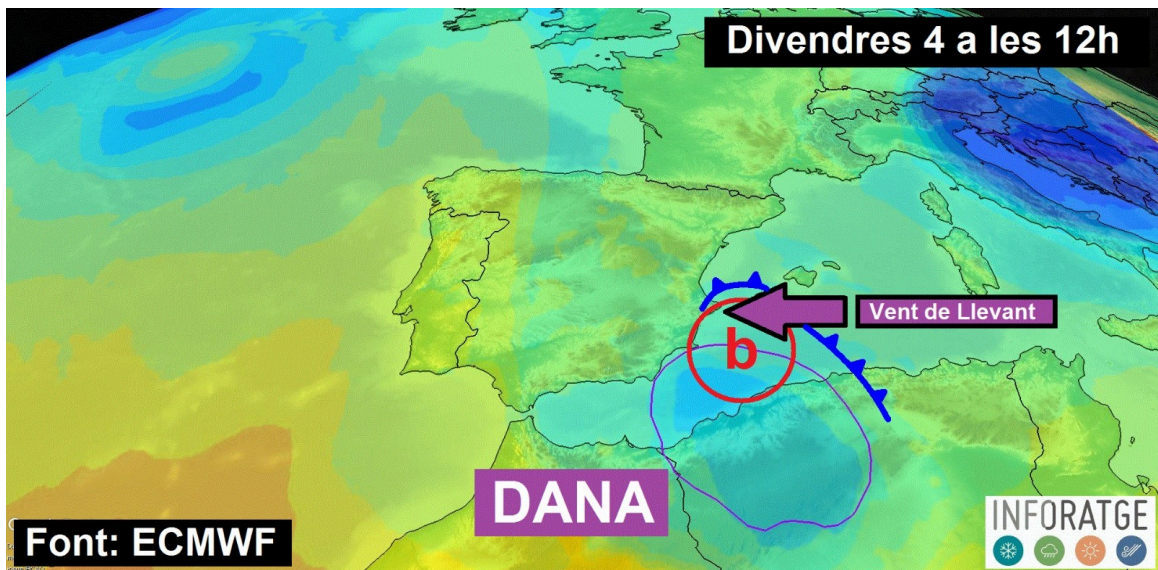 Divendres 4 a les 12h
Vent de Llevant
b
DANA
INFORATGE
Font: ECMWF